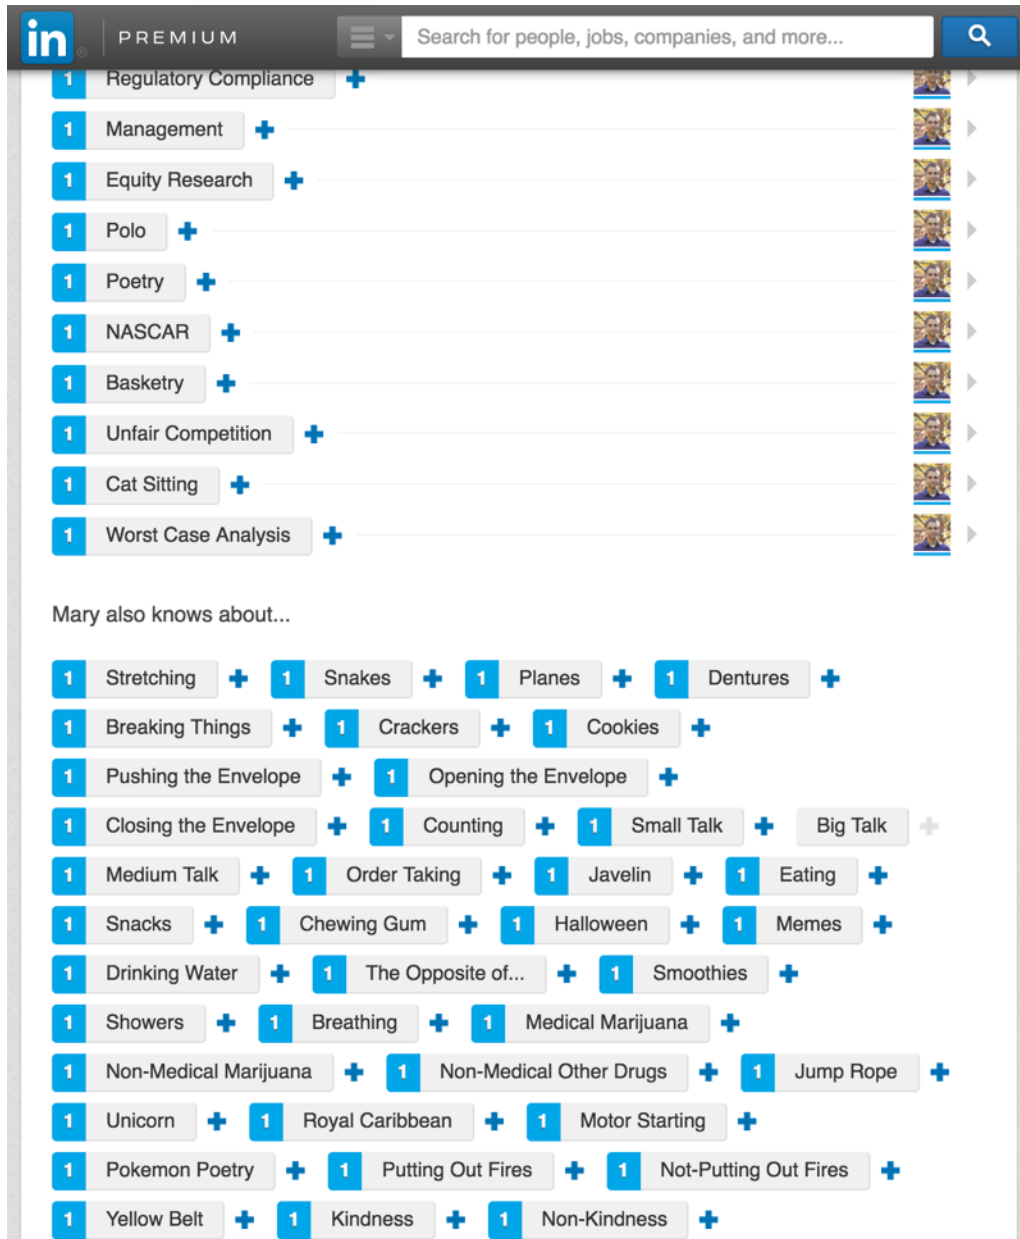 in ® PREMIUM Search for people, jobs, companies, and more...
1 Regulatory Compliance
1 Management
1 Equity Research
1 Polo
1 Poetry
1 NASCAR
1 Basketry
1 Unfair Competition
1 Cat Sitting
1 Worst Case Analysis
Mary also knows about...
1 Stretching 1 Snakes 1 Planes 1 Dentures
1 Breaking Things 1 Crackers 1 Cookies
1 Pushing the Envelope 1 Opening the Envelope
1 Closing the Envelope 1 Counting 1 Small Talk Big Talk
1 Medium Talk 1 Order Taking 1 Javelin 1 Eating
1 Snacks 1 Chewing Gum 1 Halloween 1 Memes
1 Drinking Water 1 The Opposite of... 1 Smoothies
1 Showers 1 Breathing 1 Medical Marijuana
1 Non-Medical Marijuana 1 Non-Medical Other Drugs 1 Jump Rope
1 Unicorn 1 Royal Caribbean 1 Motor Starting
1 Pokemon Poetry 1 Putting Out Fires 1 Not-Putting Out Fires
1 Yellow Belt 1 Kindness 1 Non-Kindness